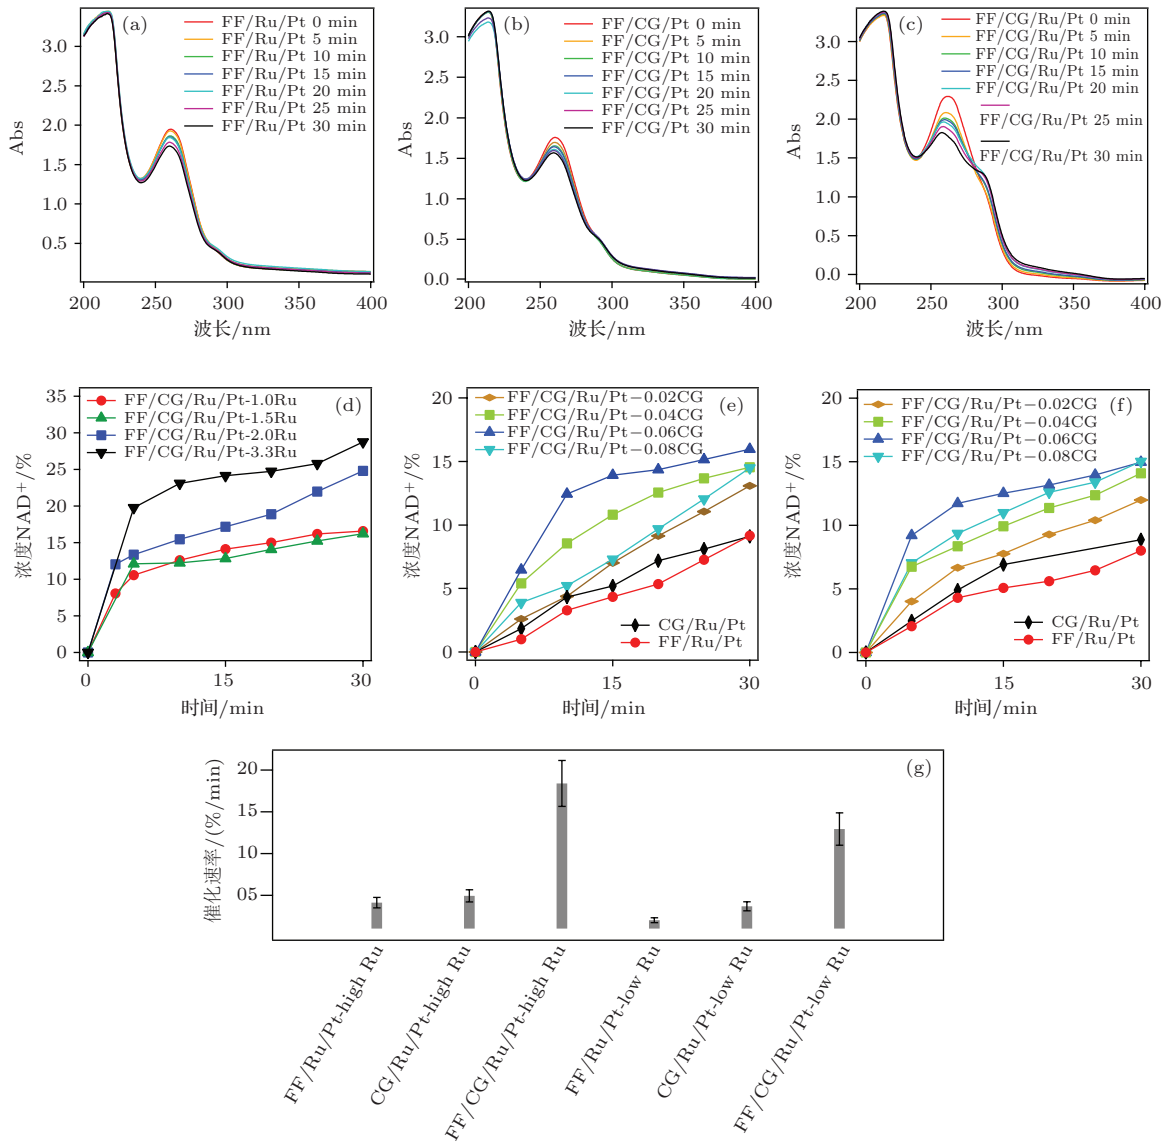 (a)
FF/Ru/Pt 0 min
FF/Ru/Pt 5 min
FF/Ru/Pt 10 min
FF/Ru/Pt 15 min
FF/Ru/Pt 20 min
FF/Ru/Pt 25 min
FF/Ru/Pt 30 min
3.0
2.5
2.0
1.5
1.0
0.5
Abs
200
250
300
350
400
波长/nm
(b)
FF/CG/Pt 0 min
FF/CG/Pt 5 min
FF/CG/Pt 10 min
FF/CG/Pt 15 min
FF/CG/Pt 20 min
FF/CG/Pt 25 min
FF/CG/Pt 30 min
3.0
2.5
2.0
1.5
1.0
0.5
0
Abs
200
250
300
350
400
波长/nm
(c)
FF/CG/Ru/Pt 0 min
FF/CG/Ru/Pt 5 min
FF/CG/Ru/Pt 10 min
FF/CG/Ru/Pt 15 min
FF/CG/Ru/Pt 20 min
FF/CG/Ru/Pt 25 min
FF/CG/Ru/Pt 30 min
3.0
2.5
2.0
1.5
1.0
0.5
0.0
Abs
200
250
300
350
400
波长/nm
(d)
FF/CG/Ru/Pt-1.0Ru
FF/CG/Ru/Pt-1.5Ru
FF/CG/Ru/Pt-2.0Ru
FF/CG/Ru/Pt-3.3Ru
35
30
25
20
15
10
5
0
浓度NAD+/%
0
15
30
时间/min
(e)
FF/CG/Ru/Pt−0.02CG
FF/CG/Ru/Pt−0.04CG
FF/CG/Ru/Pt−0.06CG
FF/CG/Ru/Pt−0.08CG
CG/Ru/Pt
FF/Ru/Pt
20
15
10
5
0
浓度NAD+/%
0
15
30
时间/min
(f)
FF/CG/Ru/Pt−0.02CG
FF/CG/Ru/Pt−0.04CG
FF/CG/Ru/Pt−0.06CG
FF/CG/Ru/Pt−0.08CG
CG/Ru/Pt
FF/Ru/Pt
20
15
10
5
0
浓度NAD+/%
0
15
30
时间/min
(g)
20
15
10
05
催化速率/(%/min)
FF/Ru/Pt-high Ru
CG/Ru/Pt-high Ru
FF/CG/Ru/Pt-high Ru
FF/Ru/Pt-low Ru
CG/Ru/Pt-low Ru
FF/CG/Ru/Pt-low Ru